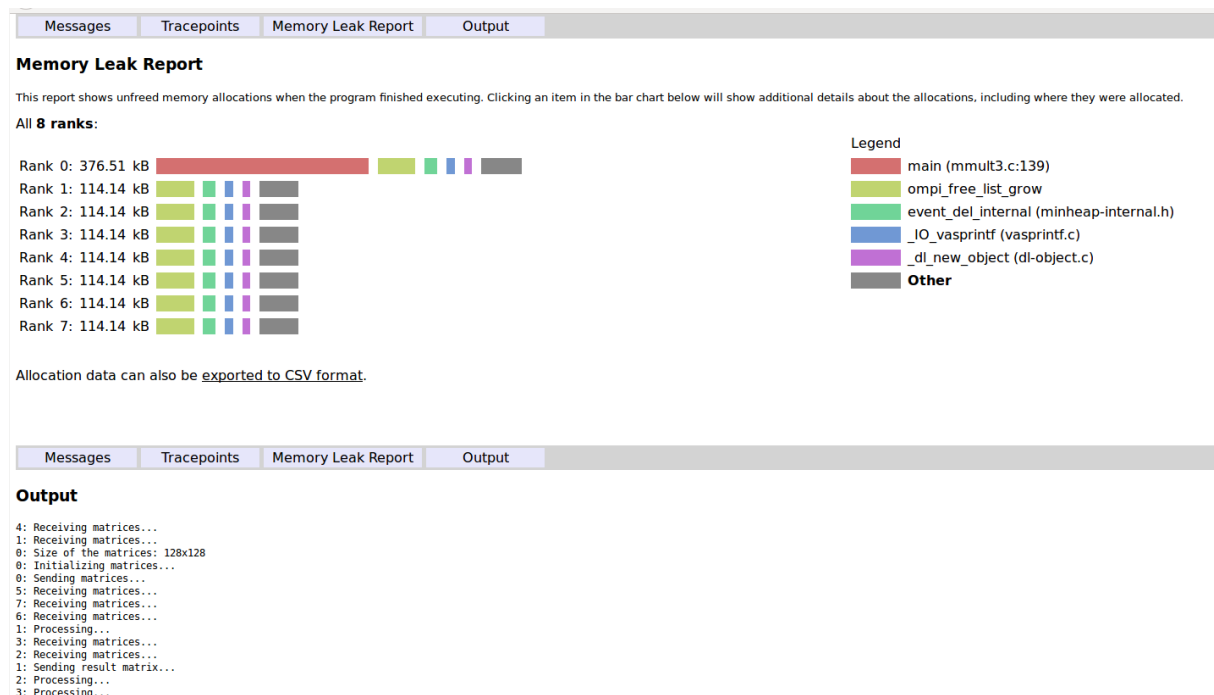 Messages Tracepoints Memory Leak Report Output
Memory Leak Report
This report shows unfreed memory allocations when the program finished executing. Clicking an item in the bar chart below will show additional details about the allocations, including where they were allocated.
All 8 ranks:
Legend
Rank 0: 376.51 kB
main (mmult3.c:139)
Rank 1: 114.14 kB
ompi_free_list_grow
Rank 2: 114.14 kB
event_del_internal (minheap-internal.h)
Rank 3: 114.14 kB
_IO_vasprintf (vasprintf.c)
Rank 4: 114.14 kB
_dl_new_object (dl-object.c)
Rank 5: 114.14 kB
Other
Rank 6: 114.14 kB
Rank 7: 114.14 kB
Allocation data can also be exported to CSV format.
Messages Tracepoints Memory Leak Report Output
Output
4: Receiving matrices...
1: Receiving matrices...
0: Size of the matrices: 128x128
0: Initializing matrices...
0: Sending matrices...
5: Receiving matrices...
7: Receiving matrices...
6: Receiving matrices...
1: Processing...
3: Receiving matrices...
2: Receiving matrices...
1: Sending result matrix...
2: Processing...
3: Processing...